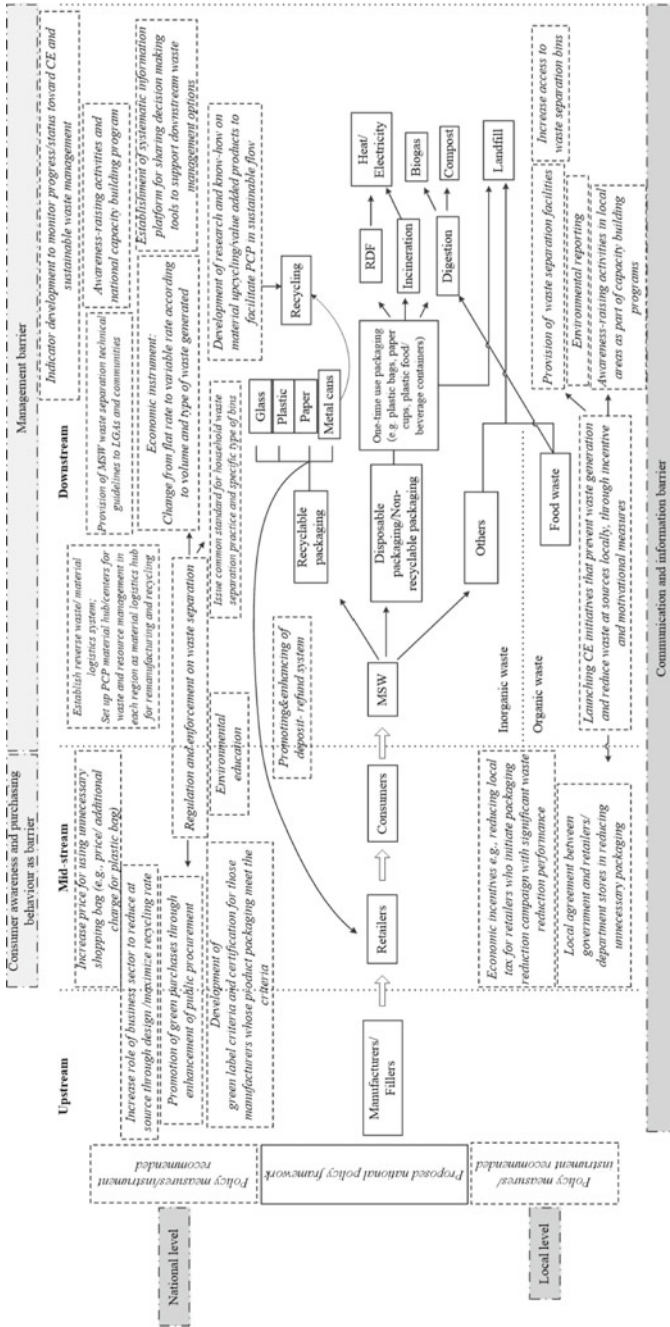 Consumer awareness and purchasing
behaviour as barrier
Management barrier
Upstream
Mid-stream
Downstream
National level
Policy measures/instruments/instrument
recommended
Increase price for using unnecessary
shopping bag (e.g., price/ additional
charge for plastic bag)
Increase role of business sector to reduce at
source through design /maximize recycling rate
Promotion of green purchases through
enhancement of public procurement
Development of
green label criteria and certification for those
manufacturers whose product packaging meet the
criteria
Establish reverse waste/ material
logistics system;
Set up PCP material hub/centers for
waste and resource management in
each region as material logistics hub
for remanufacturing and recycling
Regulation and enforcement on waste separation
Environmental
education
Promoting&enhancing of
deposit- refund system
Indicator development to monitor progress/status toward CE and
sustainable waste management
Provision of MSW waste separation technical
guidelines to LGAs and communities
Awareness-raising activities and
national capacity building program
Economic instrument:
Change from flat rate to variable rate according
to volume and type of waste generated
Establishment of systematic information
platform for sharing decision making
tools to support downstream waste
management options
Issue common standard for household waste
separation practice and specific type of bins
Development of research and know-how on
material upcycling/value added products to
facilitate PCP in sustainable flow
Proposed national policy framework
Manufacturers/
Fillers
Retailers
Consumers
MSW
Recyclable
packaging
Glass
Plastic
Paper
Metal cans
Recycling
Disposable
packaging/Non-
recyclable packaging
One-time use packaging
(e.g. plastic bags, paper
cups, plastic food/
beverage containers)
RDF
Incineration
Digestion
Heat/
Electricity
Biogas
Compost
Landfill
Others
Inorganic waste
Organic waste
Food waste
Local level
Policy measures/
instrument recommended
Economic incentives e.g., reducing local
tax for retailers who initiate packaging
reduction campaign with significant waste
reduction performance
Local agreement between
government and retailers/
department stores in reducing
unnecessary packaging
Launching CE initiatives that prevent waste generation
and reduce waste at sources locally, through incentive
and motivational measures
Provision of waste separation facilities
Environmental reporting
Awareness-raising activities in local
areas as part of capacity building
programs
Increase access to
waste separation bins
Communication and information barrier